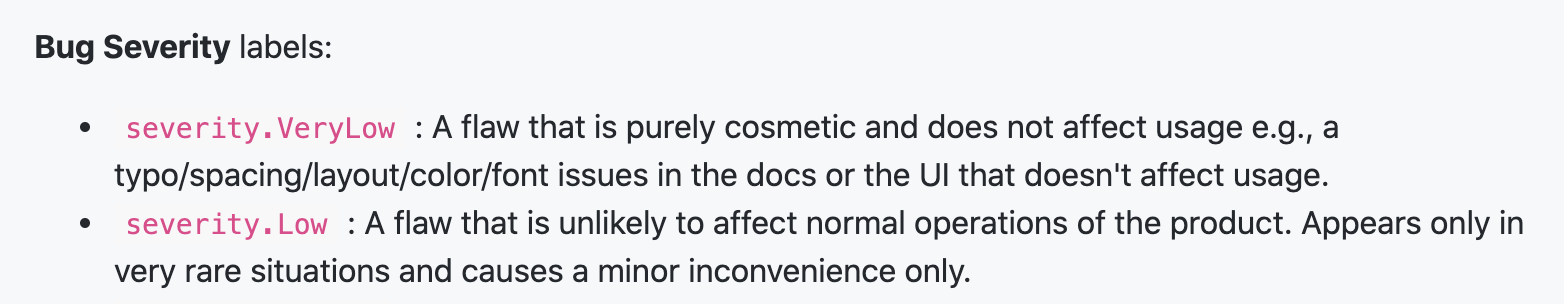 Bug Severity labels:
• severity.VeryLow : A flaw that is purely cosmetic and does not affect usage e.g., a
typo/spacing/layout/color/font issues in the docs or the UI that doesn't affect usage.
• severity.Low : A flaw that is unlikely to affect normal operations of the product. Appears only in
very rare situations and causes a minor inconvenience only.